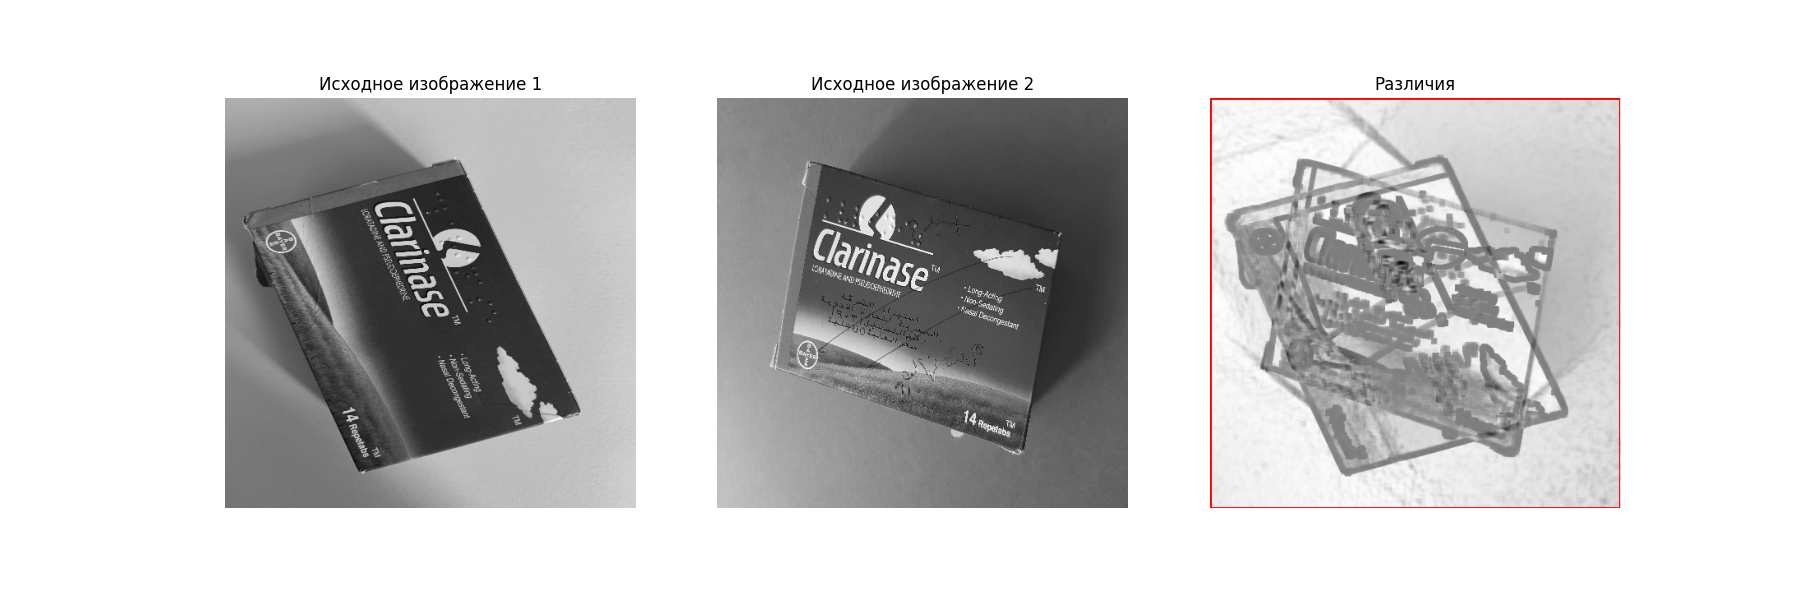 Исходное изображение 1
Исходное изображение 2
Различия
BAYER
Clarinase
TM
LORATADINE AND PSEUDOEPHEDRINE
• Long-Acting
• Non-Sedating
• Nasal Decongestant
TM
14 Repetabs
TM
Clarinase
TM
LORATADINE AND PSEUDOEPHEDRINE
TM
• Long-Acting
• Non-Sedating
• Nasal Decongestant
BAYER
14 Repetabs
TM